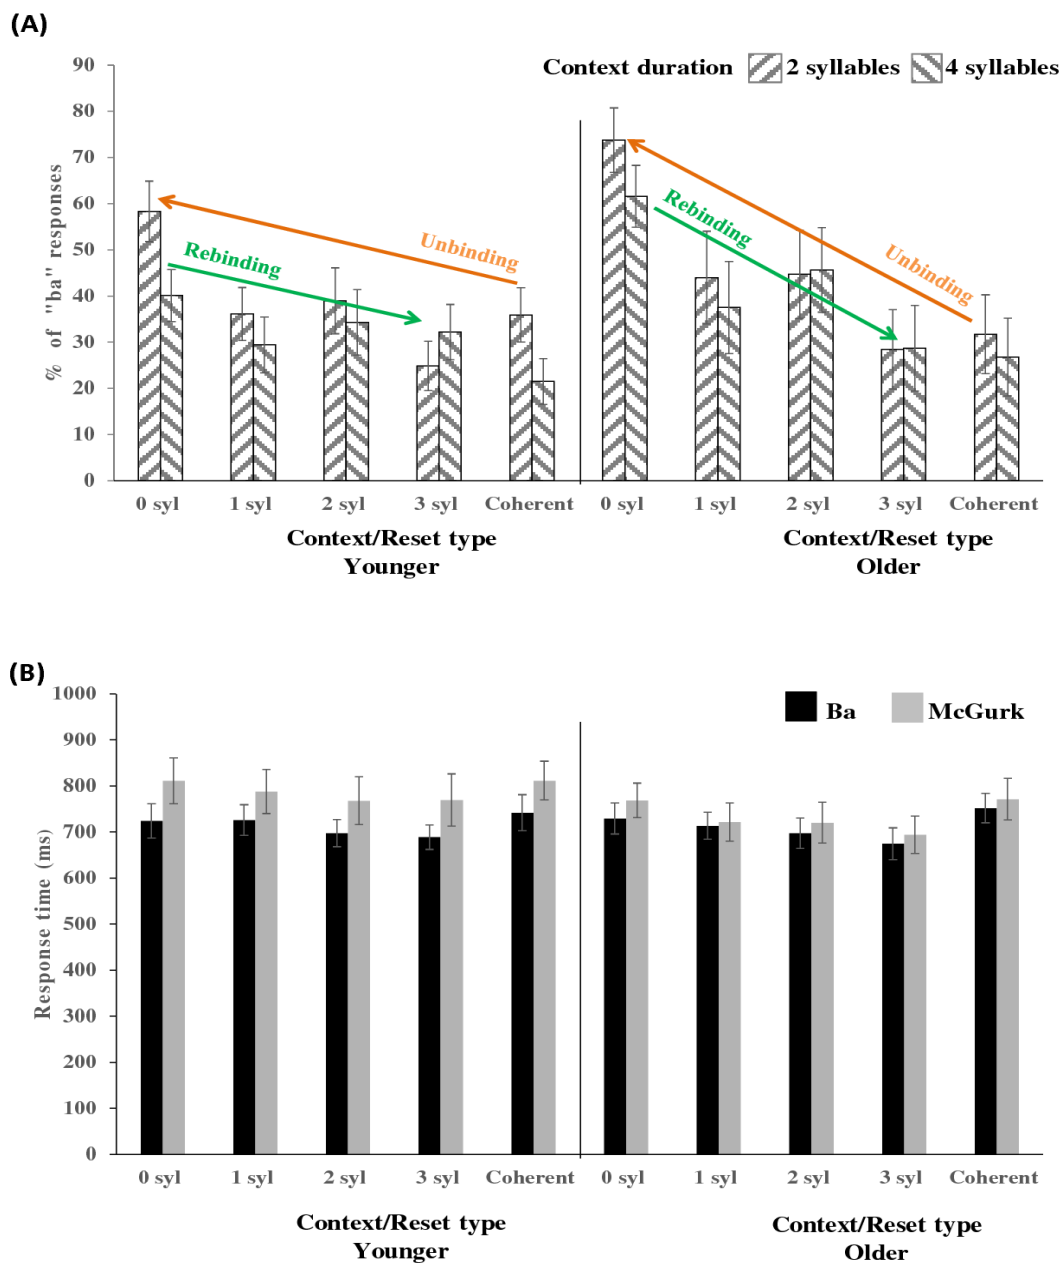 (A)
Context duration 2 syllables 4 syllables
% of "ba" responses
90
80
70
60
50
40
30
20
10
0
Rebinding
Unbinding
Rebinding
Unbinding
0 syl 1 syl 2 syl 3 syl Coherent 0 syl 1 syl 2 syl 3 syl Coherent
Context/Reset type
Younger
Context/Reset type
Older
(B)
Ba McGurk
Response time (ms)
1000
900
800
700
600
500
400
300
200
100
0
0 syl 1 syl 2 syl 3 syl Coherent 0 syl 1 syl 2 syl 3 syl Coherent
Context/Reset type
Younger
Context/Reset type
Older